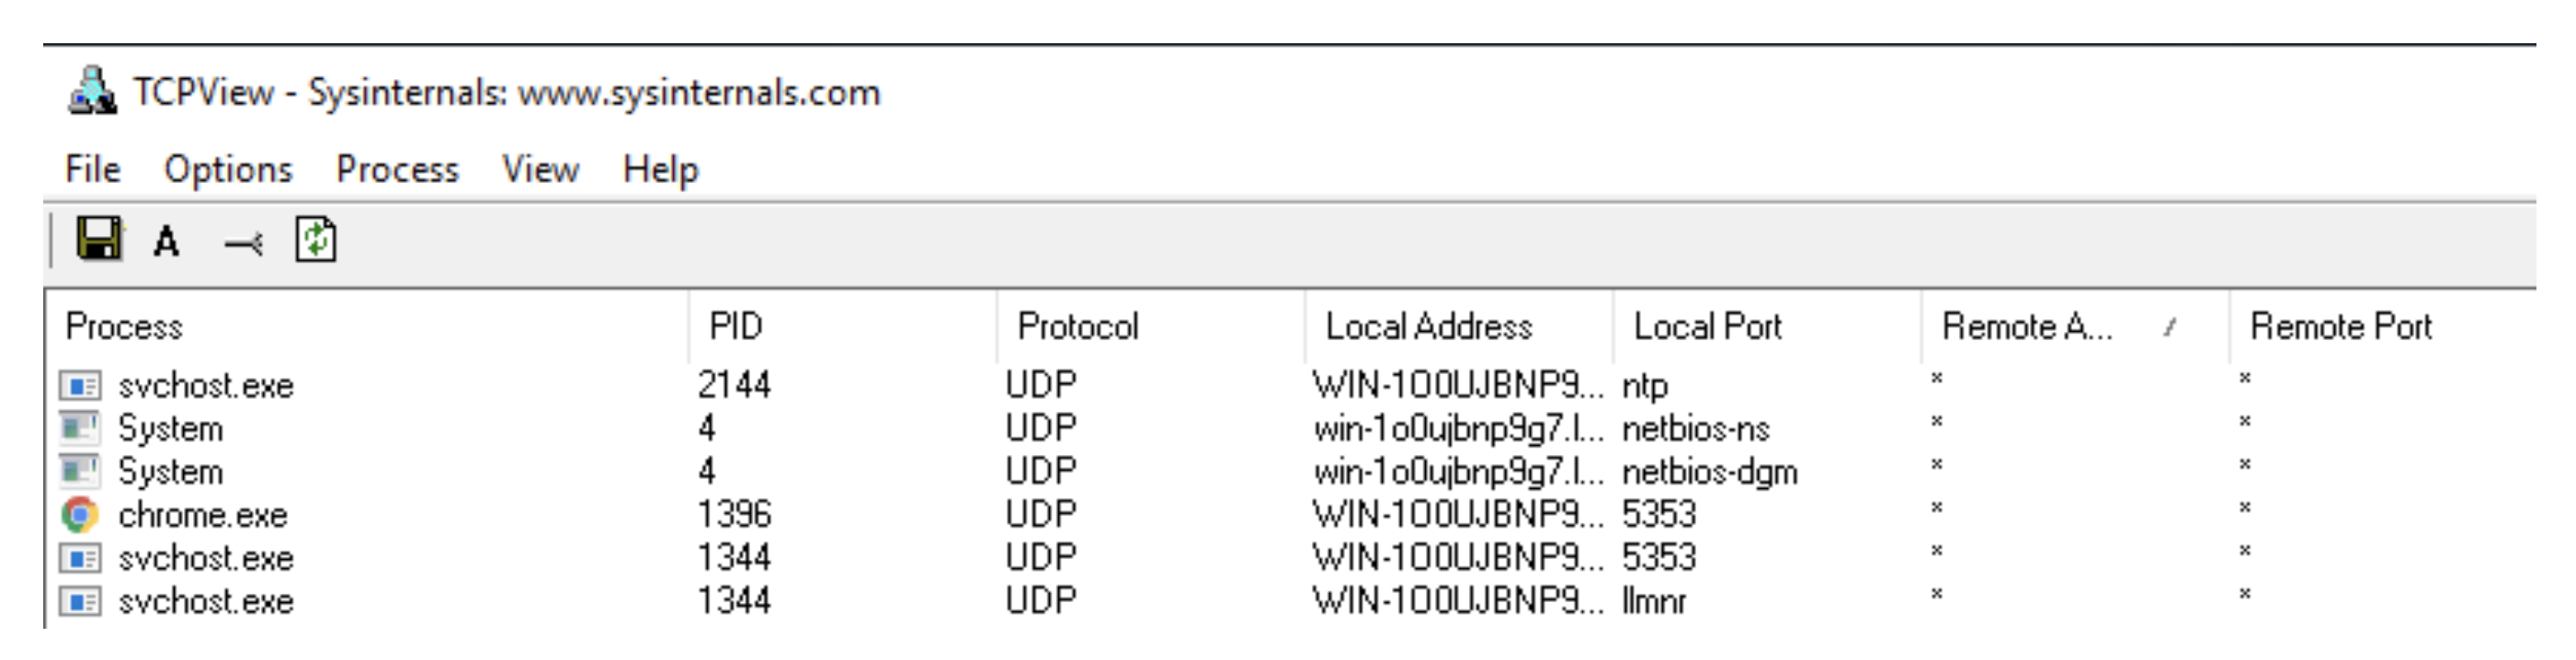 TCPView - Sysinternals: www.sysinternals.com
File Options Process View Help
A
Process PID Protocol Local Address Local Port Remote A... / Remote Port
svchost.exe 2144 UDP WIN-1O0UJBNP9... ntp * *
System 4 UDP win-1o0ujbnp9g7.l... netbios-ns * *
System 4 UDP win-1o0ujbnp9g7.l... netbios-dgm * *
chrome.exe 1396 UDP WIN-1O0UJBNP9... 5353 * *
svchost.exe 1344 UDP WIN-1O0UJBNP9... 5353 * *
svchost.exe 1344 UDP WIN-1O0UJBNP9... llmnr * *